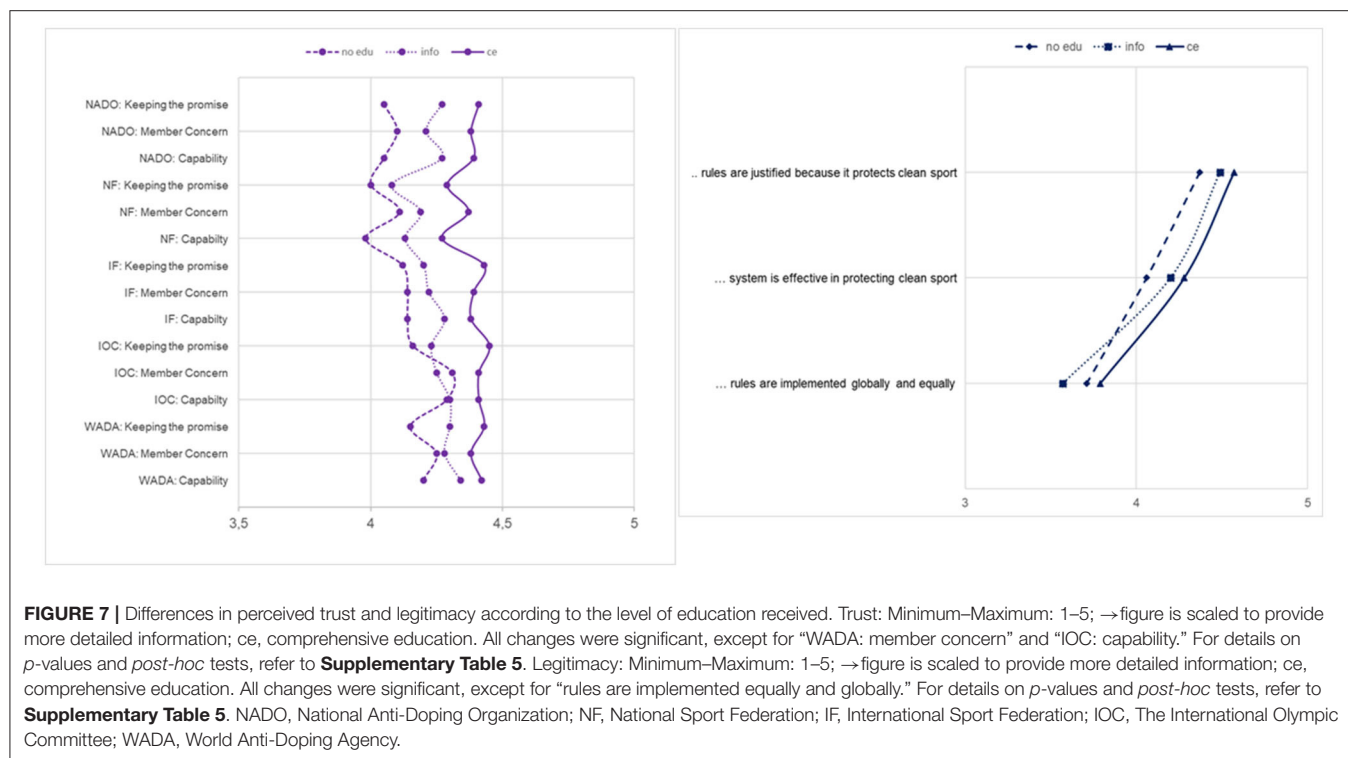 no edu info ce
NADO: Keeping the promise
NADO: Member Concern
NADO: Capability
NF: Keeping the promise
NF: Member Concern
NF: Capabilty
IF: Keeping the promise
IF: Member Concern
IF: Capabilty
IOC: Keeping the promise
IOC: Member Concern
IOC: Capabilty
WADA: Keeping the promise
WADA: Member Concern
WADA: Capability
3,5 4 4,5 5
no edu info ce
.. rules are justified because it protects clean sport
... system is effective in protecting clean sport
... rules are implemented globally and equally
3 4 5
FIGURE 7 | Differences in perceived trust and legitimacy according to the level of education received. Trust: Minimum–Maximum: 1–5; →figure is scaled to provide
more detailed information; ce, comprehensive education. All changes were significant, except for “WADA: member concern” and “IOC: capability.” For details on
p-values and post-hoc tests, refer to Supplementary Table 5. Legitimacy: Minimum–Maximum: 1–5; →figure is scaled to provide more detailed information; ce,
comprehensive education. All changes were significant, except for “rules are implemented equally and globally.” For details on p-values and post-hoc tests, refer to
Supplementary Table 5. NADO, National Anti-Doping Organization; NF, National Sport Federation; IF, International Sport Federation; IOC, The International Olympic
Committee; WADA, World Anti-Doping Agency.